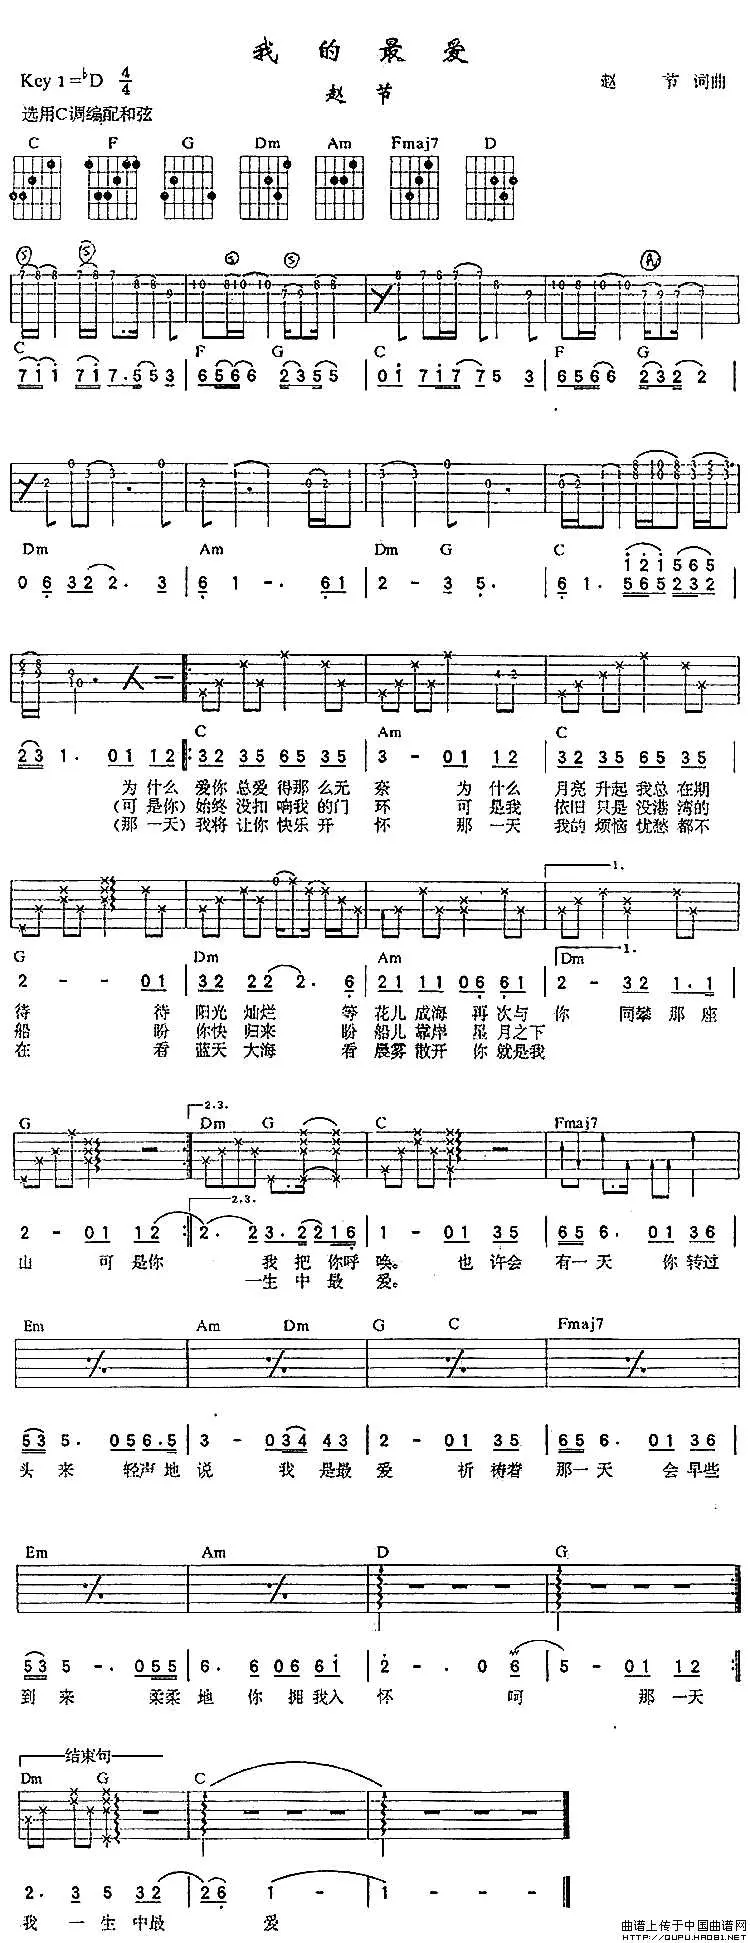 我的最爱
Key 1=♭D 4/4
赵节
赵 节 词曲
选用C调编配和弦
C F G Dm Am Fmaj7 D
C F G C F G
7 1 1 7 1 7. 5 5 3 | 6 5 6 6 2 3 5 5 | 0 1 7 1 7 7 5 3 | 6 5 6 6 2 3 2 2
Dm Am Dm G C
0 6 3 2 2. 3 | 6 1 - . 6 1 | 2 - 3 5. | 6 1. 5 6 5 2 3 2
1 2 1 5 6 5
C Am C
2 3 1. 0 1 1 2 | 3 2 3 5 6 5 3 5 | 3 - 0 1 1 2 | 3 2 3 5 6 5 3 5
为什么 爱你 总爱 得那 么无 奈 为什么 月亮 升起 我总 在期
(可是你) 始终 没扣 响我 的门 环 可是我 依旧 只是 没港 湾的
(那一天) 我将 让你 快乐 开 怀 那一天 我的 烦恼 忧愁 都不
1.
G Dm Am Dm 1.
2 - - 0 1 | 3 2 2 2 2. 6 | 2 1 1 1 0 6 6 1 | 2 - 3 2 1. 1
待 待 阳光 灿烂 等 花儿 成海 再次与 你 同攀 那座
船 盼 你快 归来 盼 船儿 靠岸 星 月之下
在 看 蓝天 大海 看 晨雾 散开 你 就是我
2.3.
G Dm G C Fmaj7
2.3.
2 - 0 1 1 2 | 2. 2 3. 2 2 1 6 | 1 - 0 1 3 5 | 6 5 6. 0 1 3 6
山 可是你 我把你呼 唤。 也许会 有一天 你转过
一生中最 爱。
Em Am Dm G C Fmaj7
5 3 5. 0 5 6. 5 | 3 - 0 3 4 4 3 | 2 - 0 1 3 5 | 6 5 6. 0 1 3 6
头来 轻声地 说 我是最 爱 祈祷着 那一天 会早些
Em Am D G
5 3 5 - . 0 5 5 | 6. 6 0 6 6 1 | 2 - . 0 6 | 5 - 0 1 1 2
到来 柔柔 地 你 拥我入 怀 呵 那一天
结束句
Dm G C
2. 3 5 3 2 | 2 6 1 - | 1 - - -
我一生中最 爱
曲谱上传于中国曲谱网
HTTP://QUPU.HAO81.NET